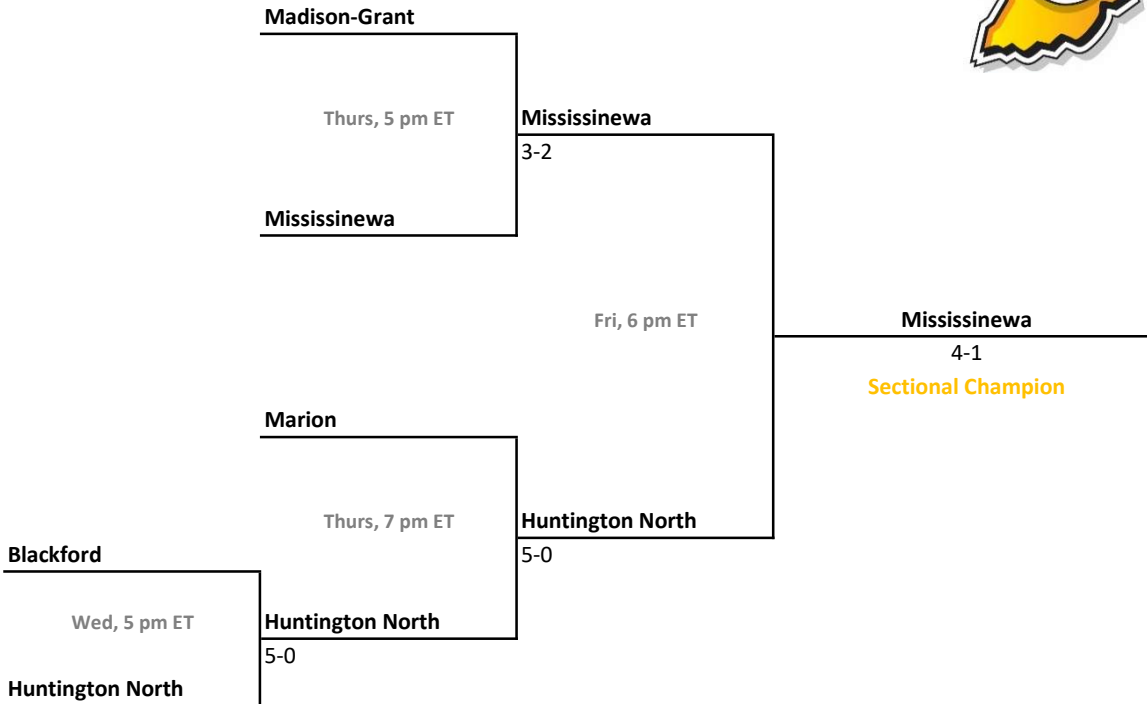 Madison-Grant
Thurs, 5 pm ET
Mississinewa
3-2
Mississinewa
Fri, 6 pm ET
Mississinewa
4-1
Sectional Champion
Marion
Thurs, 7 pm ET
Huntington North
5-0
Blackford
Wed, 5 pm ET
Huntington North
5-0
Huntington North